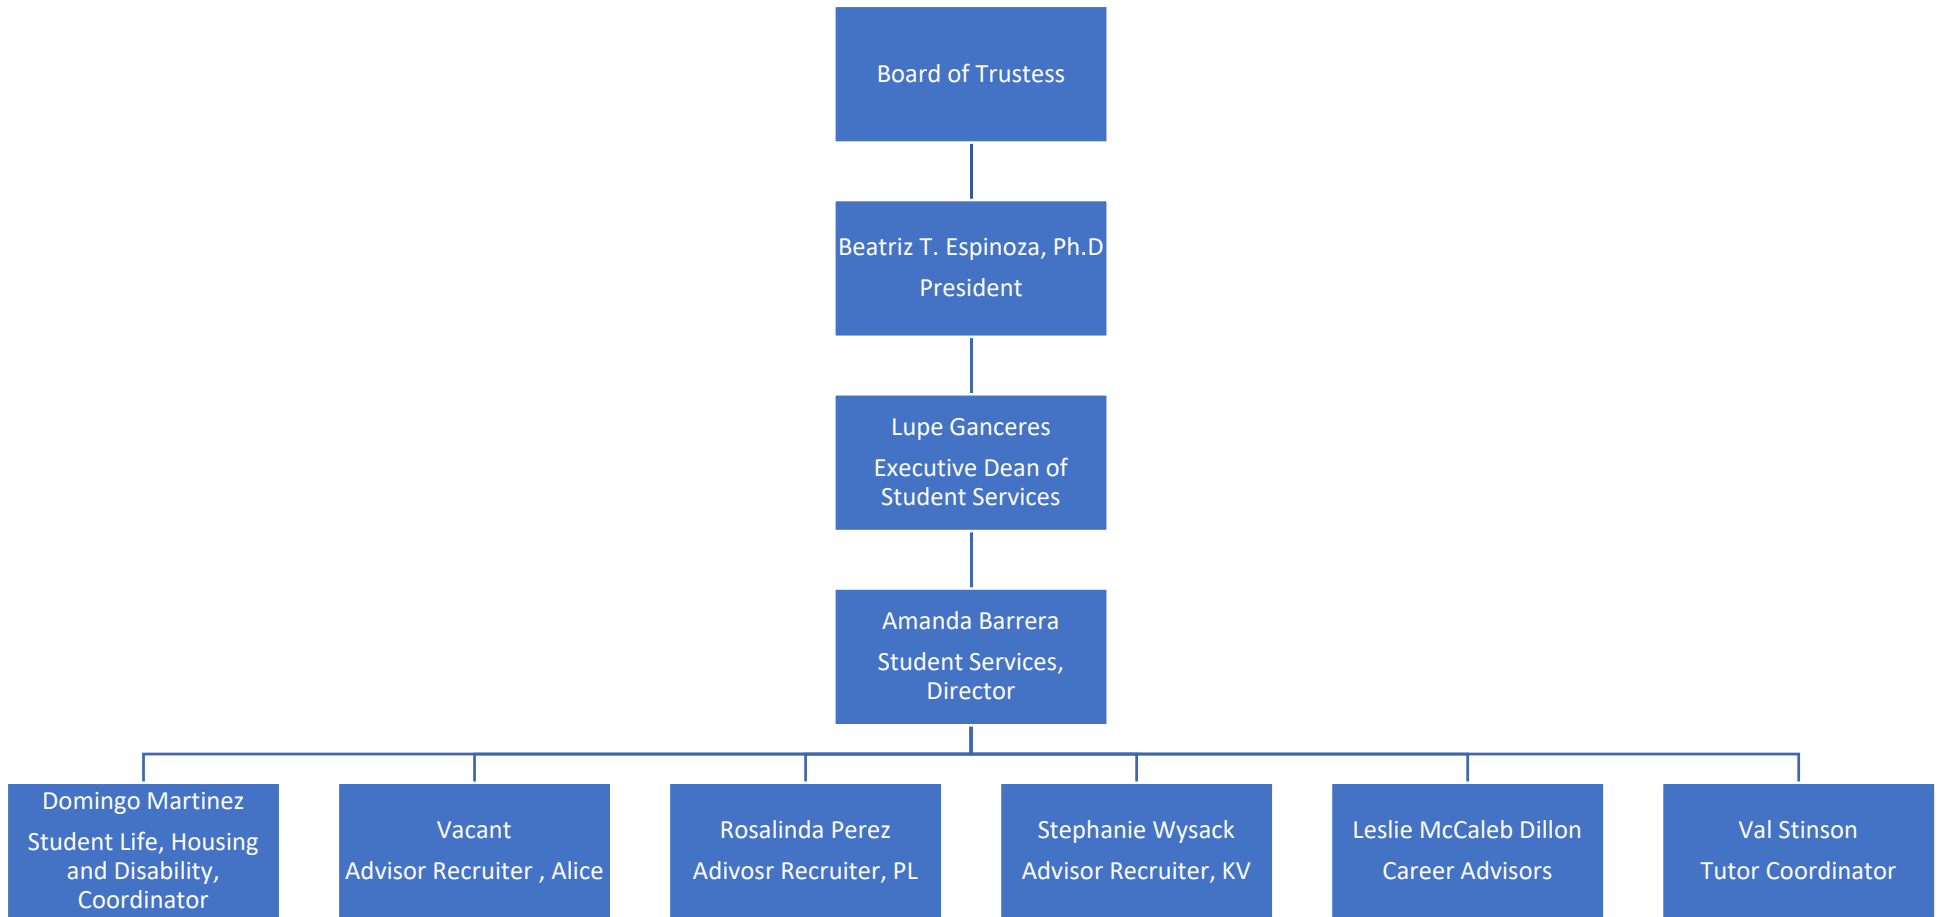 Board of Trustess
Beatriz T. Espinoza, Ph.D
President
Lupe Ganceres
Executive Dean of
Student Services
Amanda Barrera
Student Services,
Director
Domingo Martinez
Student Life, Housing
and Disability,
Coordinator
Vacant
Advisor Recruiter , Alice
Rosalinda Perez
Adivosr Recruiter, PL
Stephanie Wysack
Advisor Recruiter, KV
Leslie McCaleb Dillon
Career Advisors
Val Stinson
Tutor Coordinator